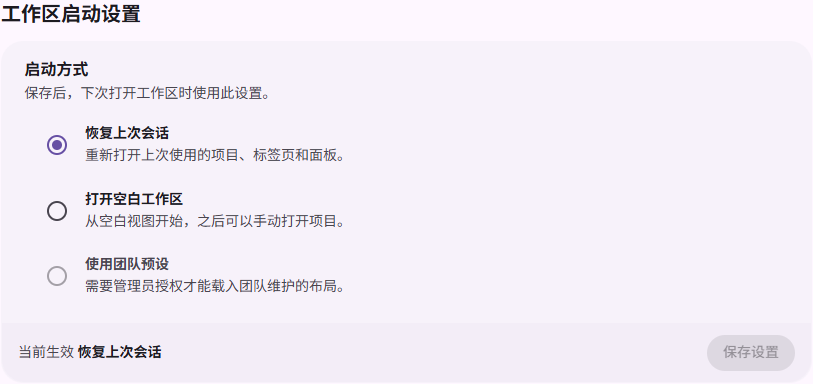 工作区启动设置
启动方式
保存后，下次打开工作区时使用此设置。
恢复上次会话
重新打开上次使用的项目、标签页和面板。
打开空白工作区
从空白视图开始，之后可以手动打开项目。
使用团队预设
需要管理员授权才能载入团队维护的布局。
当前生效 恢复上次会话
保存设置